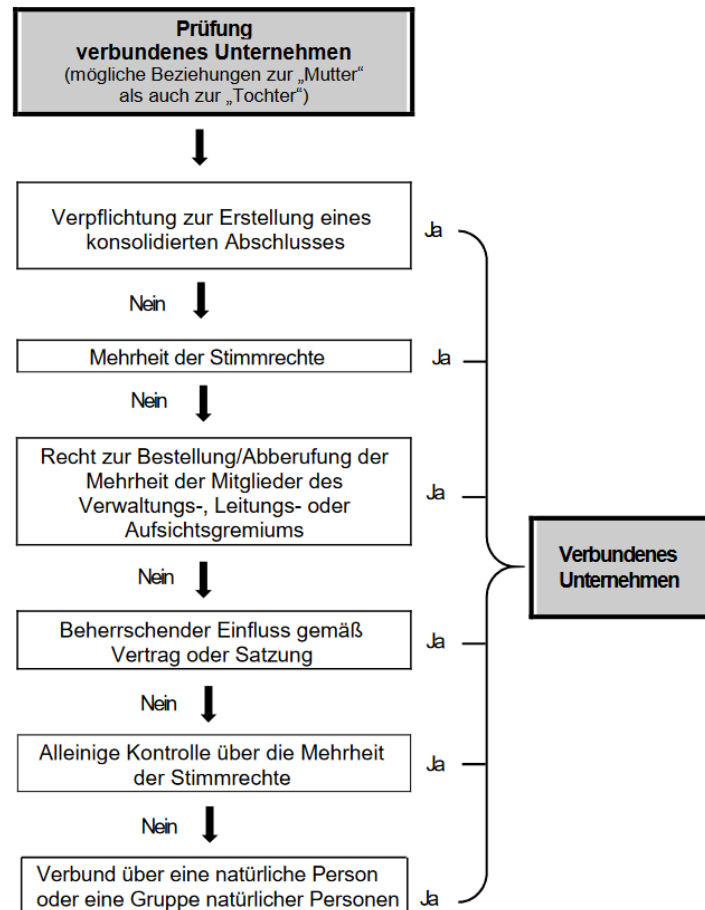 Prüfung
verbundenes Unternehmen
(mögliche Beziehungen zur „Mutter“
als auch zur „Tochter“)
Verpflichtung zur Erstellung eines
konsolidierten Abschlusses
Ja
Nein
Mehrheit der Stimmrechte
Ja
Nein
Recht zur Bestellung/Abberufung der
Mehrheit der Mitglieder des
Verwaltungs-, Leitungs- oder
Aufsichtsgremiums
Ja
Nein
Verbundenes
Unternehmen
Beherrschender Einfluss gemäß
Vertrag oder Satzung
Ja
Nein
Alleinige Kontrolle über die Mehrheit
der Stimmrechte
Ja
Nein
Verbund über eine natürliche Person
oder eine Gruppe natürlicher Personen
Ja